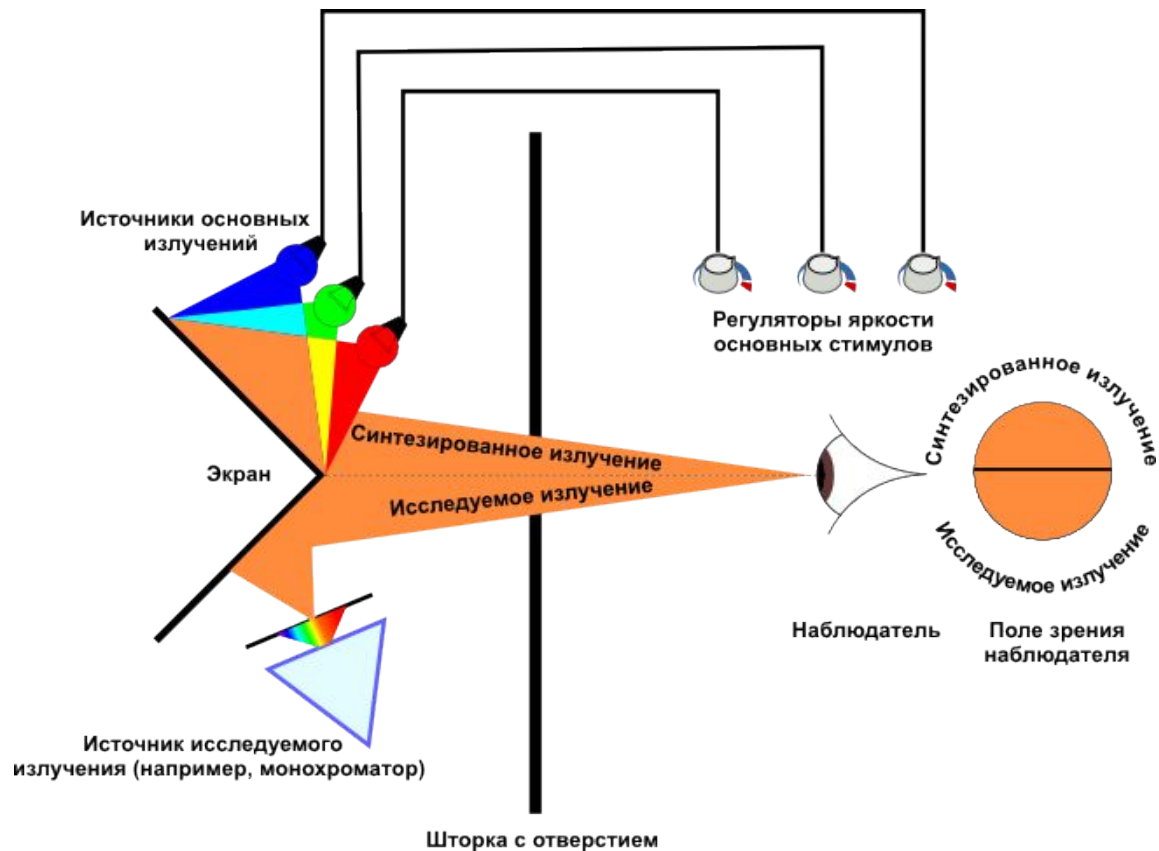 Источники основных
излучений
Регуляторы яркости
основных стимулов
Синтезированное излучение
Экран
Исследуемое излучение
Синтезированное излучение
Исследуемое излучение
Наблюдатель
Поле зрения
наблюдателя
Источник исследуемого
излучения (например, монохроматор)
Шторка с отверстием